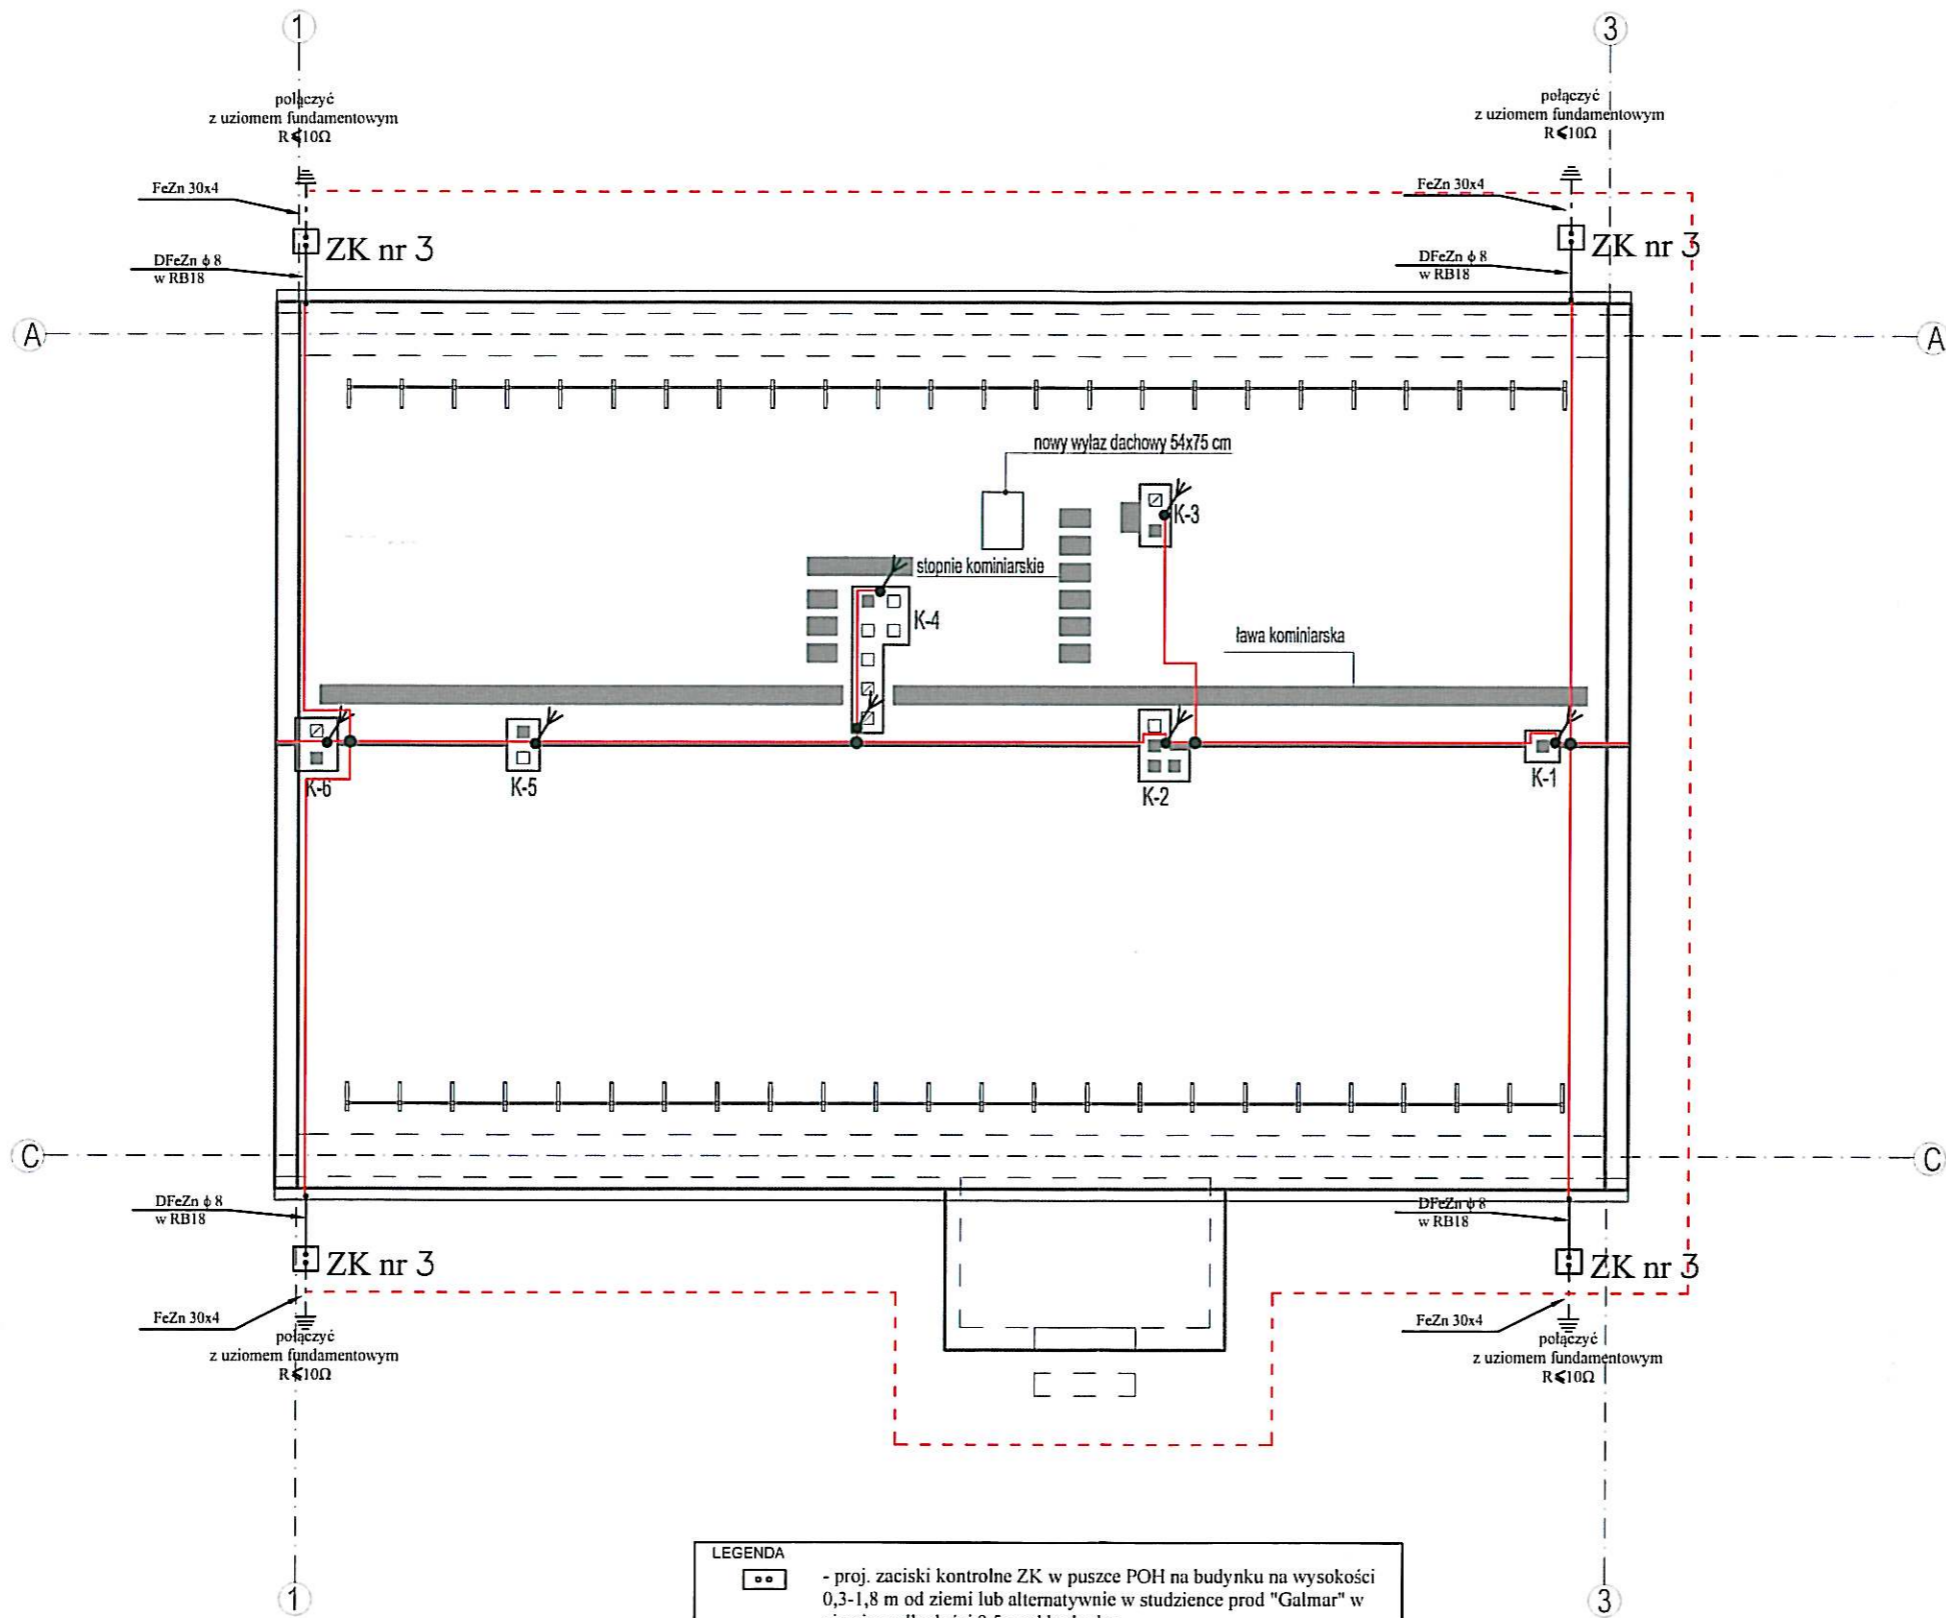 1
3
połączyć
z uziomem fundamentowym
R⩽10Ω
połączyć
z uziomem fundamentowym
R⩽10Ω
FeZn 30x4
FeZn 30x4
ZK nr 3
ZK nr 3
DFeZn ϕ 8
w RB18
DFeZn ϕ 8
w RB18
A
A
nowy wyłaz dachowy 54x75 cm
K-3
stopnie kominiarskie
K-4
ława kominiarska
K-6
K-5
K-2
K-1
C
C
DFeZn ϕ 8
w RB18
DFeZn ϕ 8
w RB18
ZK nr 3
ZK nr 3
FeZn 30x4
FeZn 30x4
połączyć
z uziomem fundamentowym
R⩽10Ω
połączyć
z uziomem fundamentowym
R⩽10Ω
LEGENDA
- proj. zaciski kontrolne ZK w puszce POH na budynku na wysokości
0,3-1,8 m od ziemi lub alternatywnie w studzience prod "Galmar" w
1
3